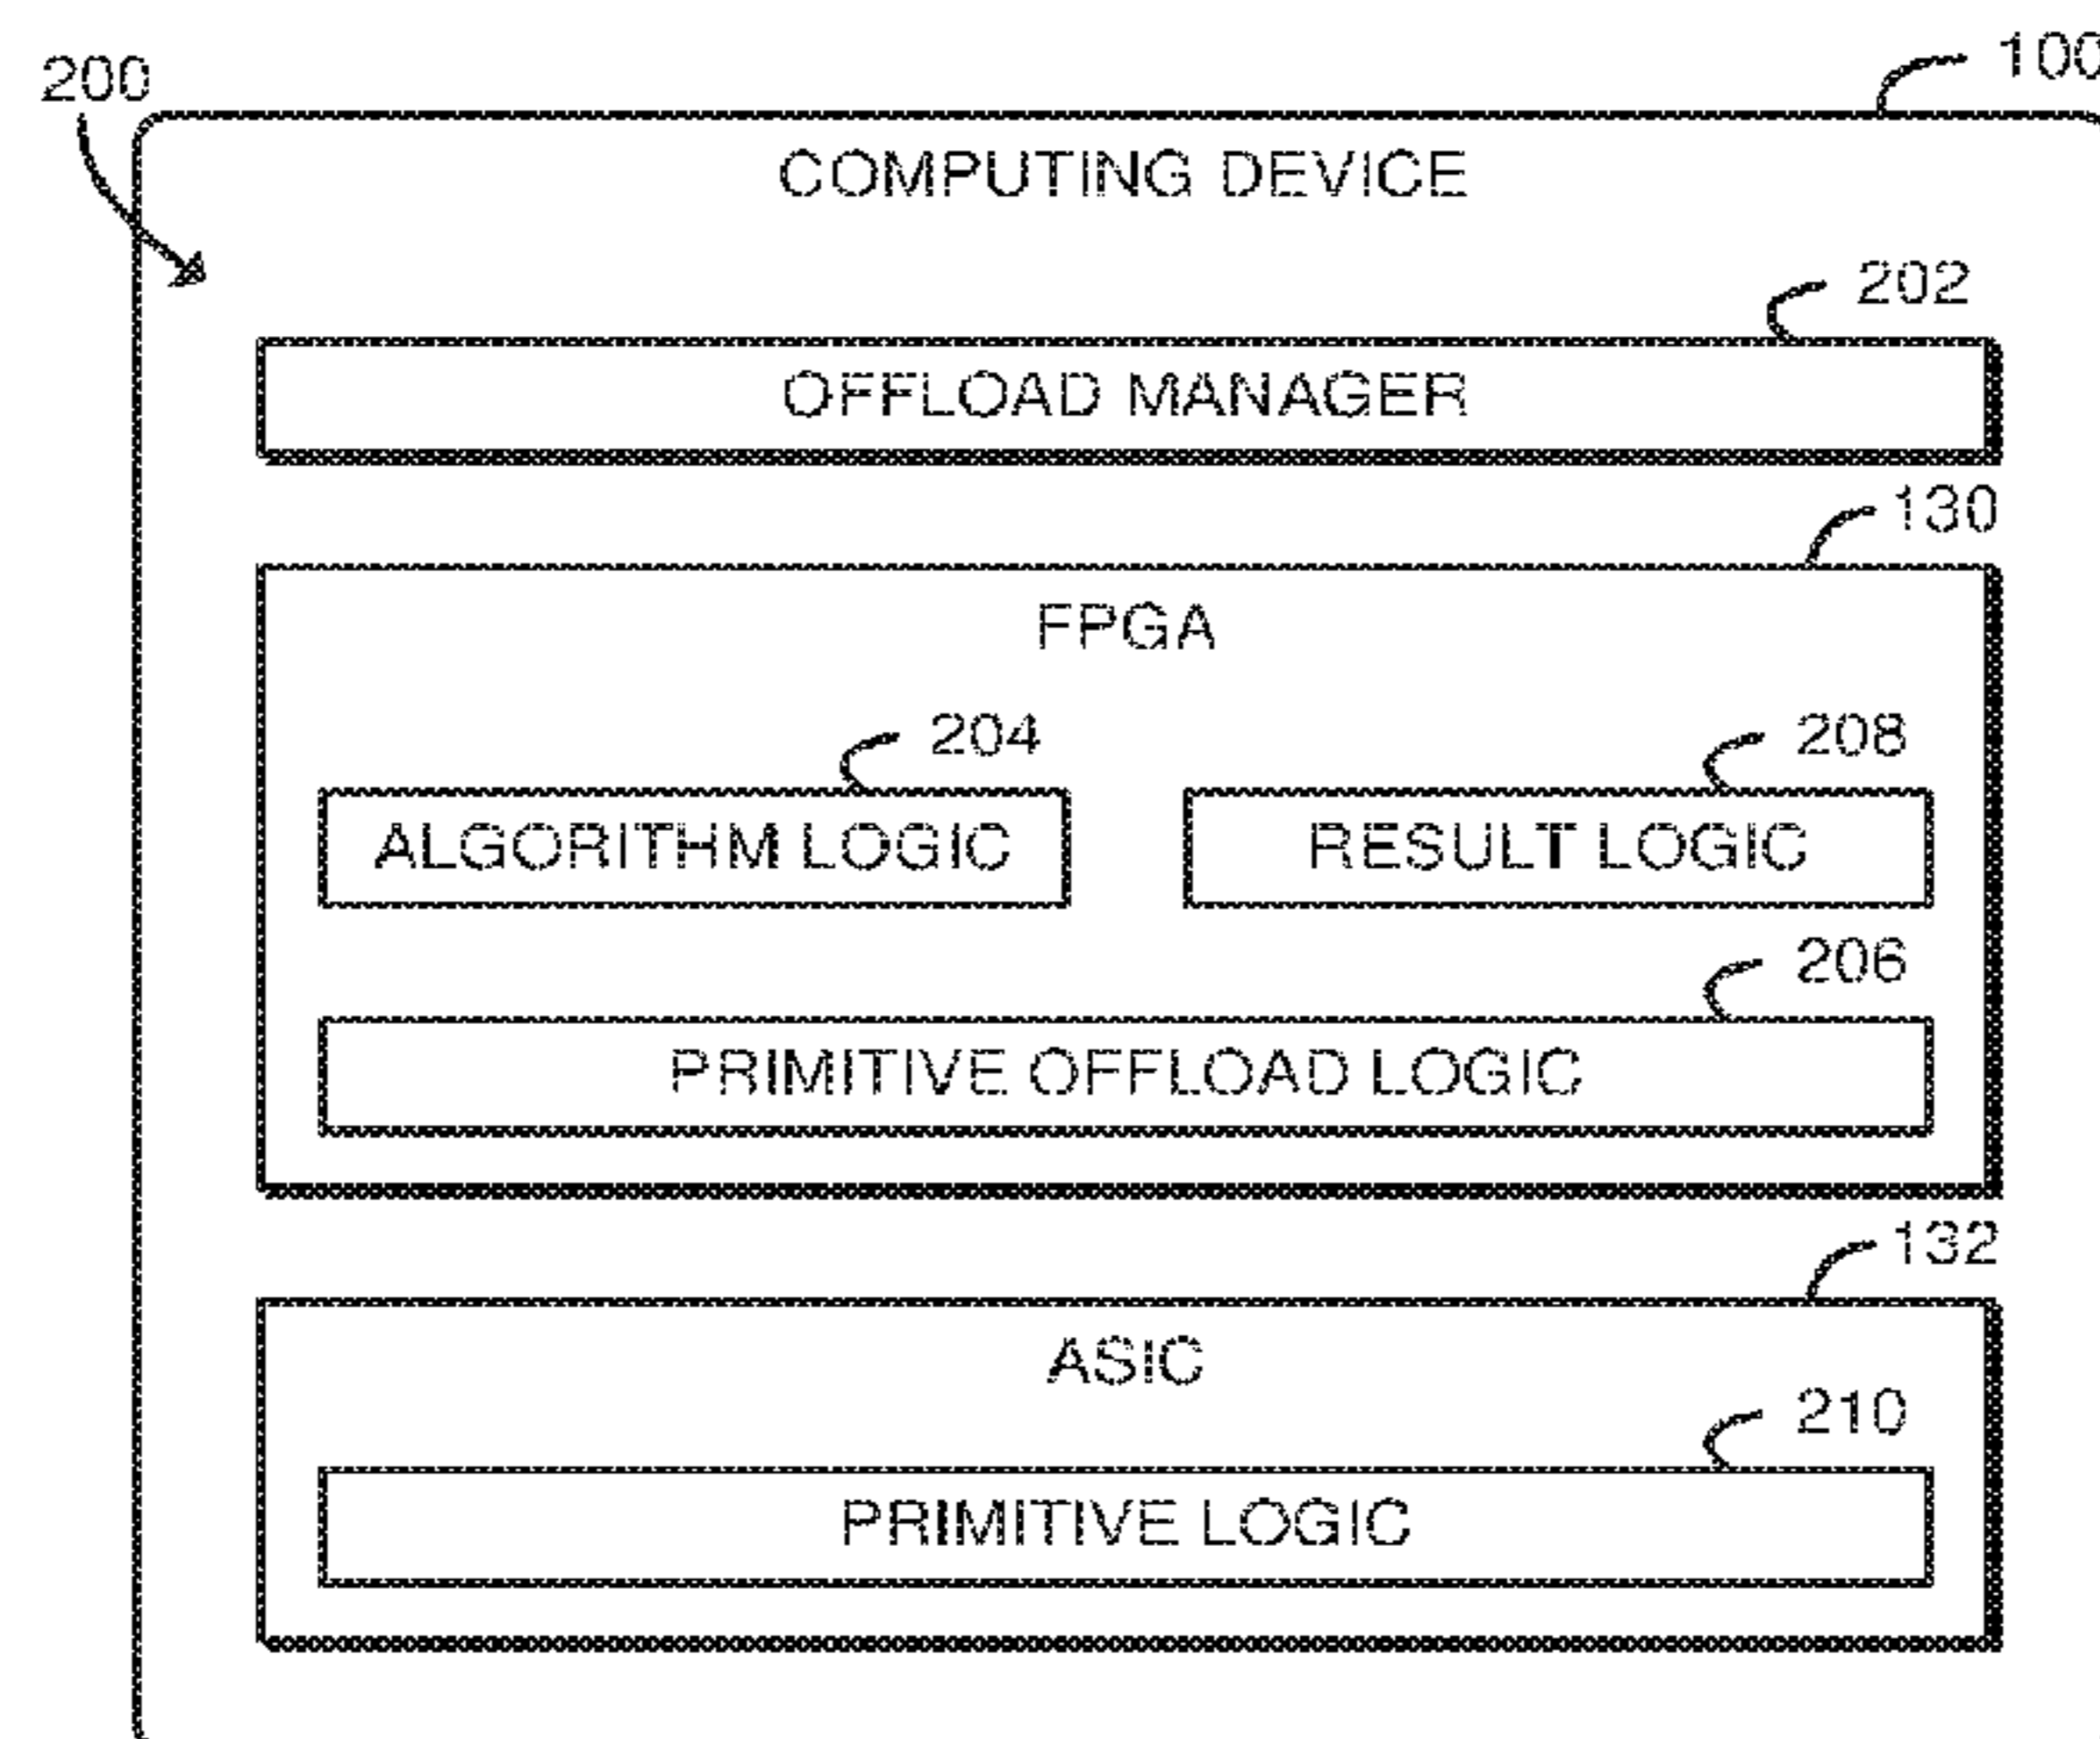 200
100
COMPUTING DEVICE
202
OFFLOAD MANAGER
130
FPGA
204 208
ALGORITHM LOGIC RESULT LOGIC
206
PRIMITIVE OFFLOAD LOGIC
132
ASIC
210
PRIMITIVE LOGIC